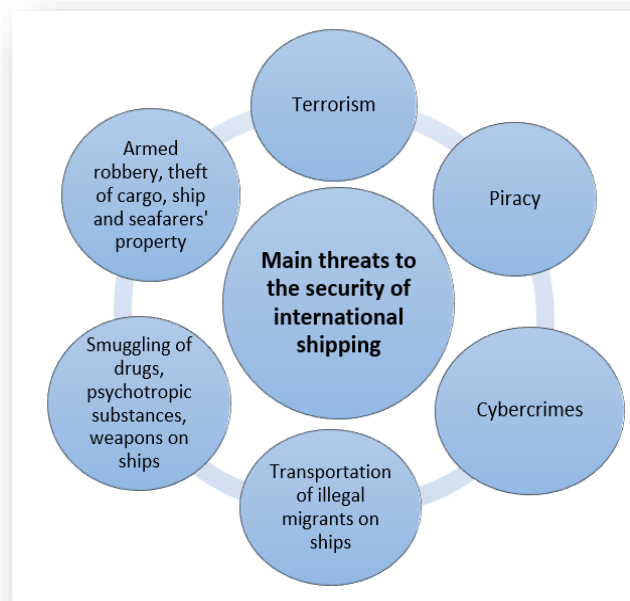 Terrorism
Piracy
Cybercrimes
Transportation
of illegal
migrants on
ships
Smuggling of
drugs,
psychotropic
substances,
weapons on
ships
Armed
robbery, theft
of cargo, ship
and seafarers'
property
Main threats to
the security of
international
shipping